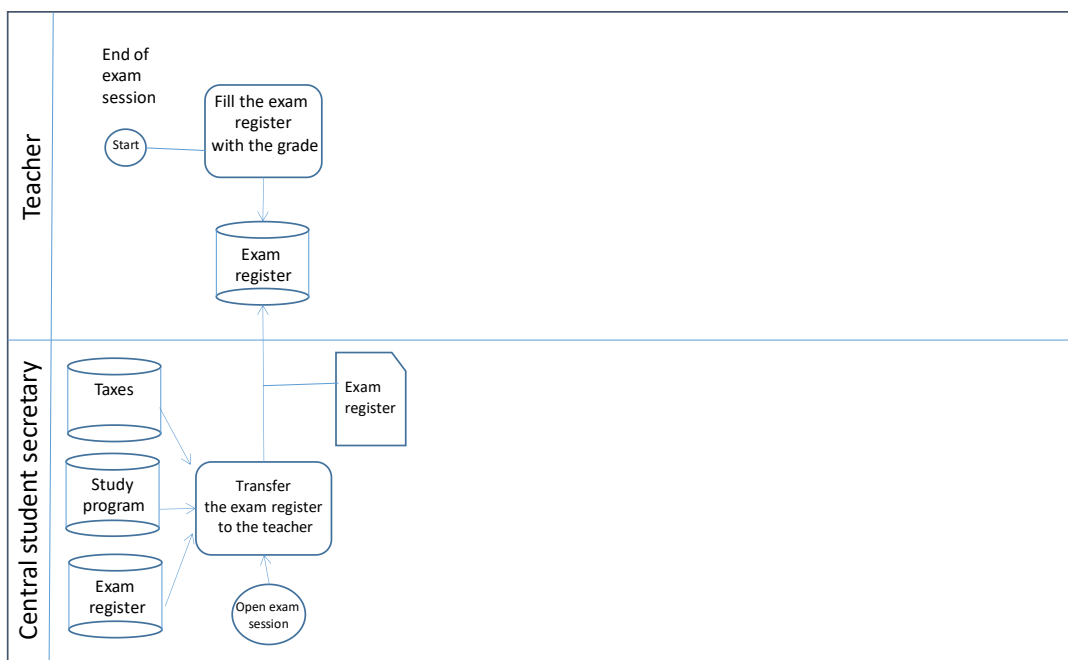 Teacher
End of
exam
session
Start
Fill the exam
register
with the grade
Exam
register
Central student secretary
Taxes
Study
program
Exam
register
Transfer
the exam register
to the teacher
Open exam
session
Exam
register